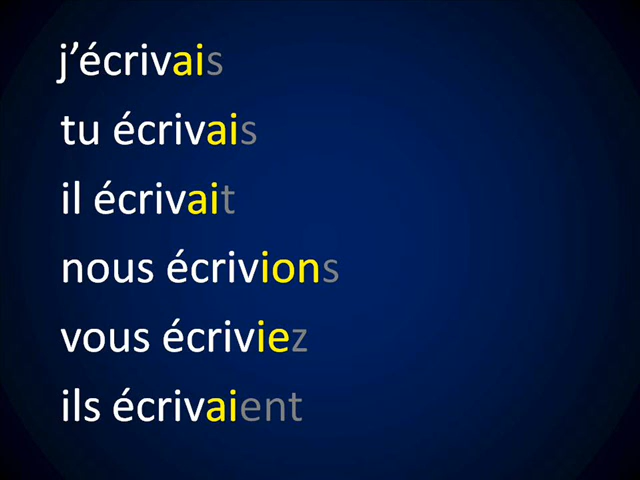 j’écrivais
tu écrivais
il écrivait
nous écrivions
vous écriviez
ils écrivaient